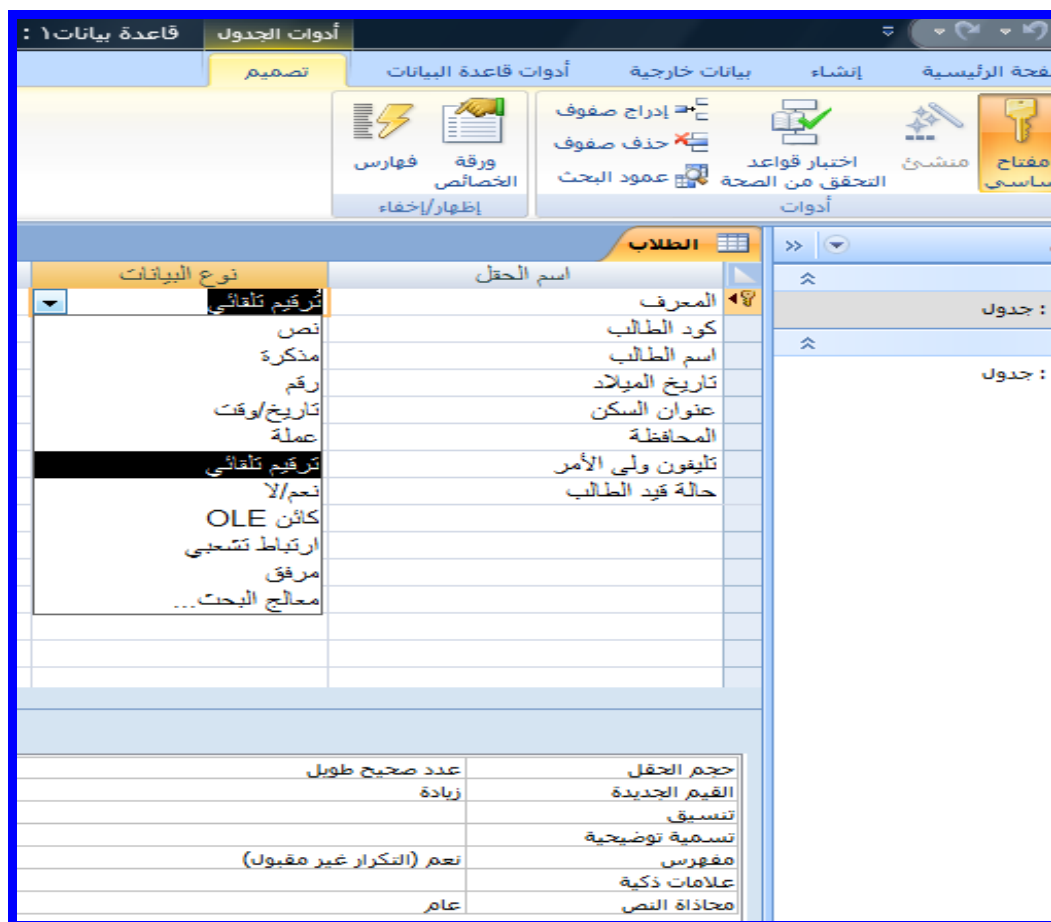 أدوات الجدول قاعدة بيانات١ :
الرئيسية إنشاء بيانات خارجية أدوات قاعدة البيانات تصميم
مفتاح
منشئ
اختبار قواعد
التحقق من الصحة
إدراج صفوف
حذف صفوف
عمود البحث
ورقة
الخصائص
فهارس
أدوات
إظهار/إخفاء
: جدول
: جدول
الطلاب
اسم الحقل نوع البيانات
المعرف ترقيم تلقائي
كود الطالب
اسم الطالب
تاريخ الميلاد
عنوان السكن
المحافظة
تليفون ولى الأمر
حالة قيد الطالب
نص
مذكرة
رقم
تاريخ/وقت
عملة
ترقيم تلقائي
نعم/لا
كائن OLE
ارتباط تشعبي
مرفق
معالج البحث...
حجم الحقل عدد صحيح طويل
القيم الجديدة زيادة
تنسيق
تسمية توضيحية
مفهرس نعم (التكرار غير مقبول)
علامات ذكية
محاذاة النص عام